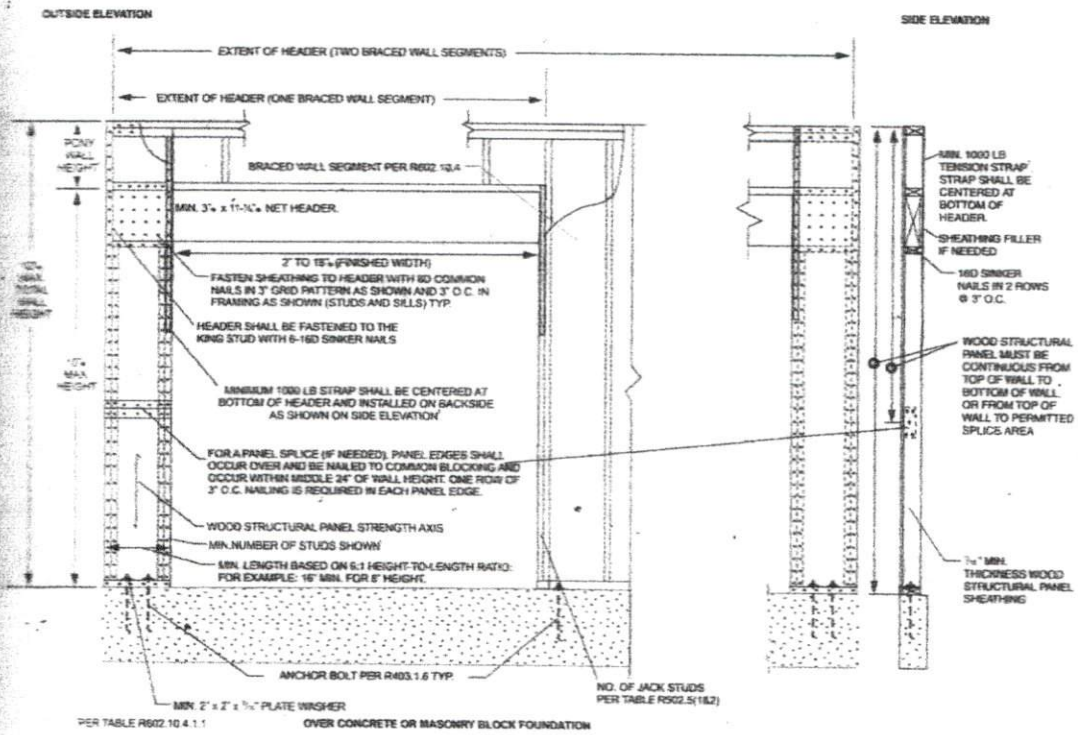 OUTSIDE ELEVATION
SIDE ELEVATION
EXTENT OF HEADER (TWO BRACED WALL SEGMENTS)
EXTENT OF HEADER (ONE BRACED WALL SEGMENT)
PONY
WALL
HEIGHT
BRACED WALL SEGMENT PER R602.10.4
MIN. 1000 LB
TENSION STRAP
STRAP SHALL BE
CENTERED AT
BOTTOM OF
HEADER.
MIN. 3" x 11-¼" NET HEADER.
SHEATHING FILLER
IF NEEDED
2' TO 18' (FINISHED WIDTH)
FASTEN SHEATHING TO HEADER WITH 8D COMMON
NAILS IN 3" GRID PATTERN AS SHOWN AND 3" O.C. IN
FRAMING AS SHOWN (STUDS AND SILLS) TYP.
16D SINKER
NAILS IN 2 ROWS
@ 3" O.C.
MAX
TOTAL
WALL
HEIGHT
HEADER SHALL BE FASTENED TO THE
KING STUD WITH 6-16D SINKER NAILS
10'
MAX.
HEIGHT
WOOD STRUCTURAL
PANEL MUST BE
CONTINUOUS FROM
TOP OF WALL TO
BOTTOM OF WALL
OR FROM TOP OF
WALL TO PERMITTED
SPLICE AREA
MINIMUM 1000 LB STRAP SHALL BE CENTERED AT
BOTTOM OF HEADER AND INSTALLED ON BACKSIDE
AS SHOWN ON SIDE ELEVATION
FOR A PANEL SPLICE (IF NEEDED), PANEL EDGES SHALL
OCCUR OVER AND BE NAILED TO COMMON BLOCKING AND
OCCUR WITHIN MIDDLE 24" OF WALL HEIGHT. ONE ROW OF
3" O.C. NAILING IS REQUIRED IN EACH PANEL EDGE.
WOOD STRUCTURAL PANEL STRENGTH AXIS
MIN. NUMBER OF STUDS SHOWN
MIN. LENGTH BASED ON 6:1 HEIGHT-TO-LENGTH RATIO:
FOR EXAMPLE: 16" MIN. FOR 8' HEIGHT.
7/16" MIN.
THICKNESS WOOD
STRUCTURAL PANEL
SHEATHING
ANCHOR BOLT PER R403.1.6 TYP.
NO. OF JACK STUDS
PER TABLE R502.5(1&2)
MIN. 2" x 2" x 3/16" PLATE WASHER
PER TABLE R602.10.4.1.1
OVER CONCRETE OR MASONRY BLOCK FOUNDATION